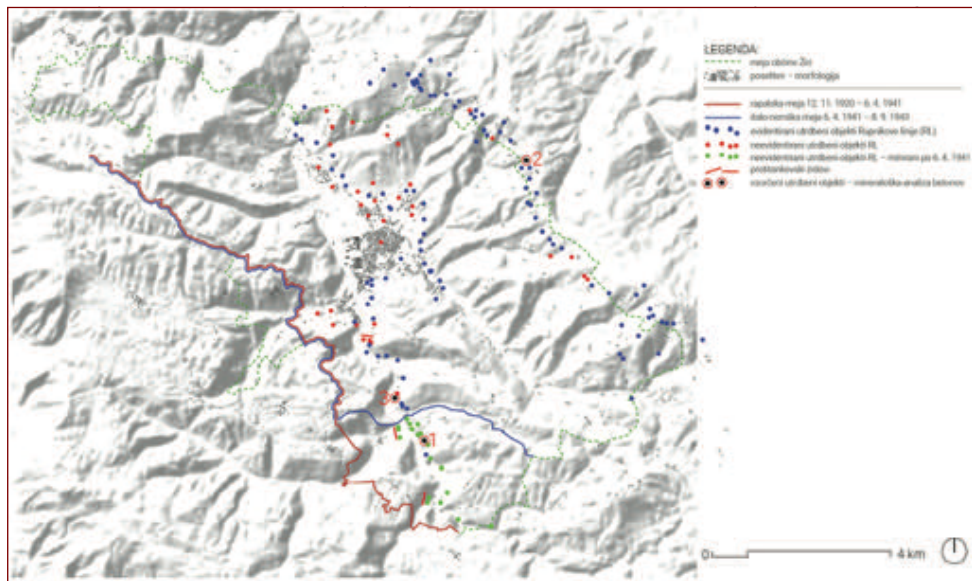 LEGENDA:
meja občine Žiri
poselitev – morfologija
rapalska meja 12. 11. 1920 – 6. 4. 1941
italo-nemška meja 6. 4. 1941 – 8. 9. 1943
evidentirani utrdbeni objekti Rupnikove linije (RL)
neevidentirani utrdbeni objekti RL
neevidentirani utrdbeni objekti RL – minirani po 6. 4. 1941
protitankovski zidovi
vzorčeni utrdbeni objekti – mineraloška analiza betonov
2
3
1
0 4 km